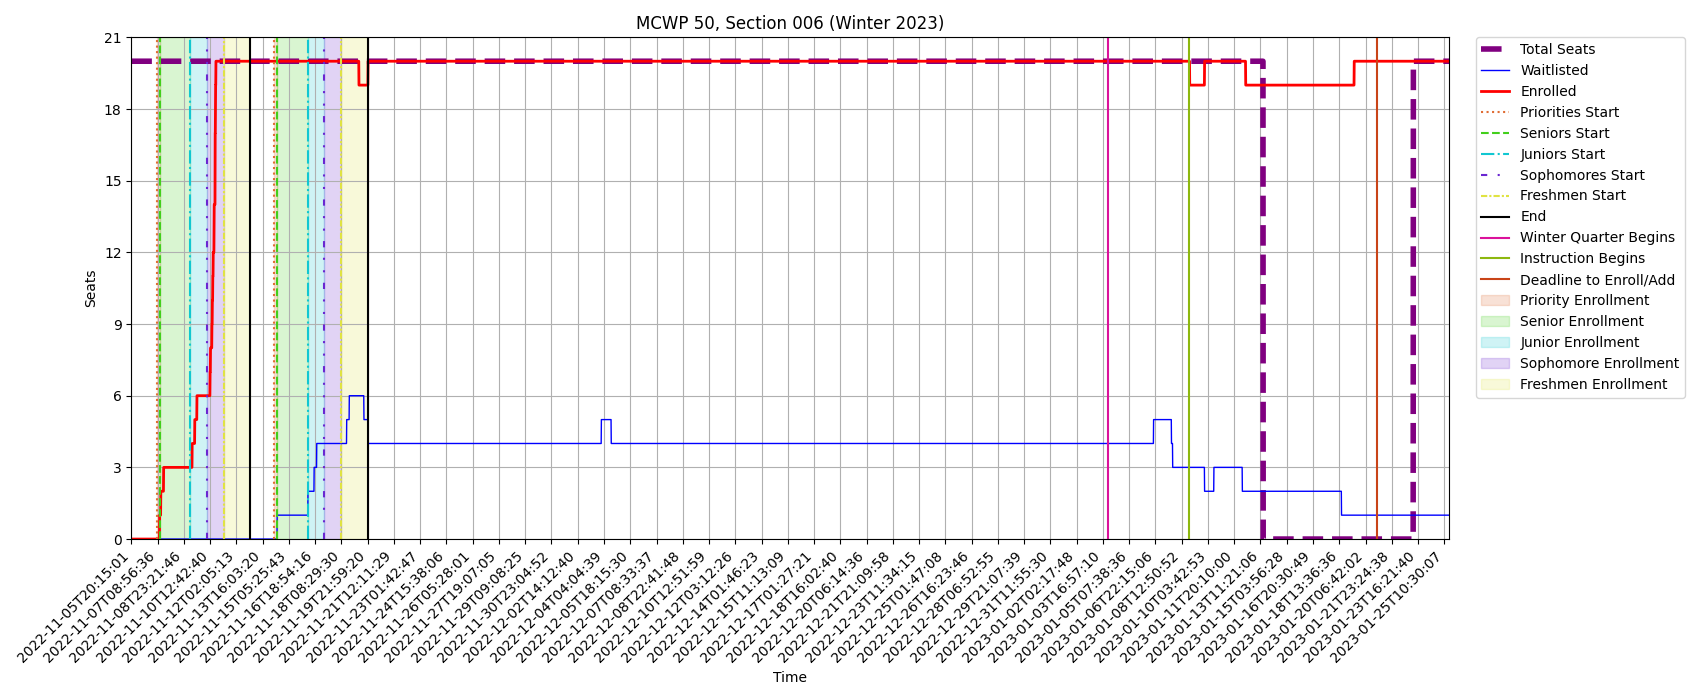 MCWP 50, Section 006 (Winter 2023)
21
18
15
12
9
6
3
0
Seats
2022-11-05T20:15:01
2022-11-07T08:56:36
2022-11-08T23:21:46
2022-11-10T12:42:40
2022-11-12T02:05:13
2022-11-13T16:03:20
2022-11-15T05:25:43
2022-11-16T18:54:16
2022-11-18T08:29:30
2022-11-19T21:59:20
2022-11-21T12:11:29
2022-11-23T01:42:47
2022-11-24T15:38:06
2022-11-26T05:28:01
2022-11-27T19:07:05
2022-11-29T09:08:25
2022-11-30T23:04:52
2022-12-02T14:12:40
2022-12-04T04:04:39
2022-12-05T18:15:30
2022-12-07T08:33:37
2022-12-08T22:41:48
2022-12-10T12:51:59
2022-12-12T03:12:26
2022-12-14T01:46:23
2022-12-15T11:13:09
2022-12-17T01:27:21
2022-12-18T16:02:40
2022-12-20T06:14:36
2022-12-21T21:09:58
2022-12-23T11:34:15
2022-12-25T01:47:08
2022-12-26T16:23:46
2022-12-28T06:52:55
2022-12-29T21:07:39
2022-12-31T11:55:30
2023-01-02T02:17:48
2023-01-03T16:57:10
2023-01-05T07:38:36
2023-01-06T22:15:06
2023-01-08T12:50:52
2023-01-10T03:42:53
2023-01-11T20:10:00
2023-01-13T11:21:06
2023-01-15T03:56:28
2023-01-16T20:30:49
2023-01-18T13:36:36
2023-01-20T06:42:02
2023-01-21T23:24:38
2023-01-23T16:21:40
2023-01-25T10:30:07
Time
Total Seats
Waitlisted
Enrolled
Priorities Start
Seniors Start
Juniors Start
Sophomores Start
Freshmen Start
End
Winter Quarter Begins
Instruction Begins
Deadline to Enroll/Add
Priority Enrollment
Senior Enrollment
Junior Enrollment
Sophomore Enrollment
Freshmen Enrollment